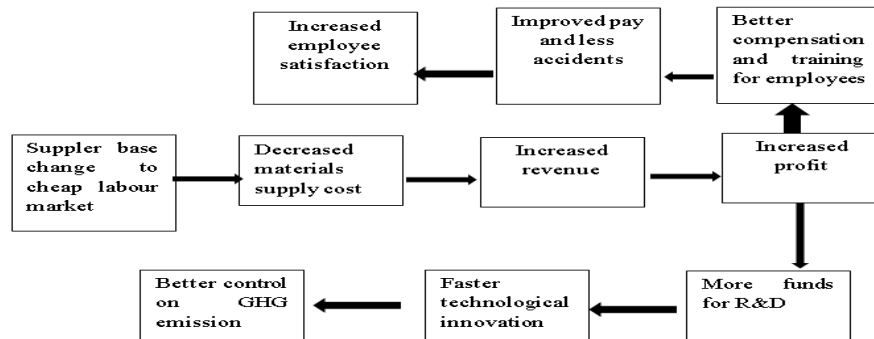 Increased
employee
satisfaction
Improved pay
and less
accidents
Better
compensation
and training
for employees
Suppler base
change to
cheap labour
market
Decreased
materials
supply cost
Increased
revenue
Increased
profit
Better control
on GHG
emission
Faster
technological
innovation
More funds
for R&D